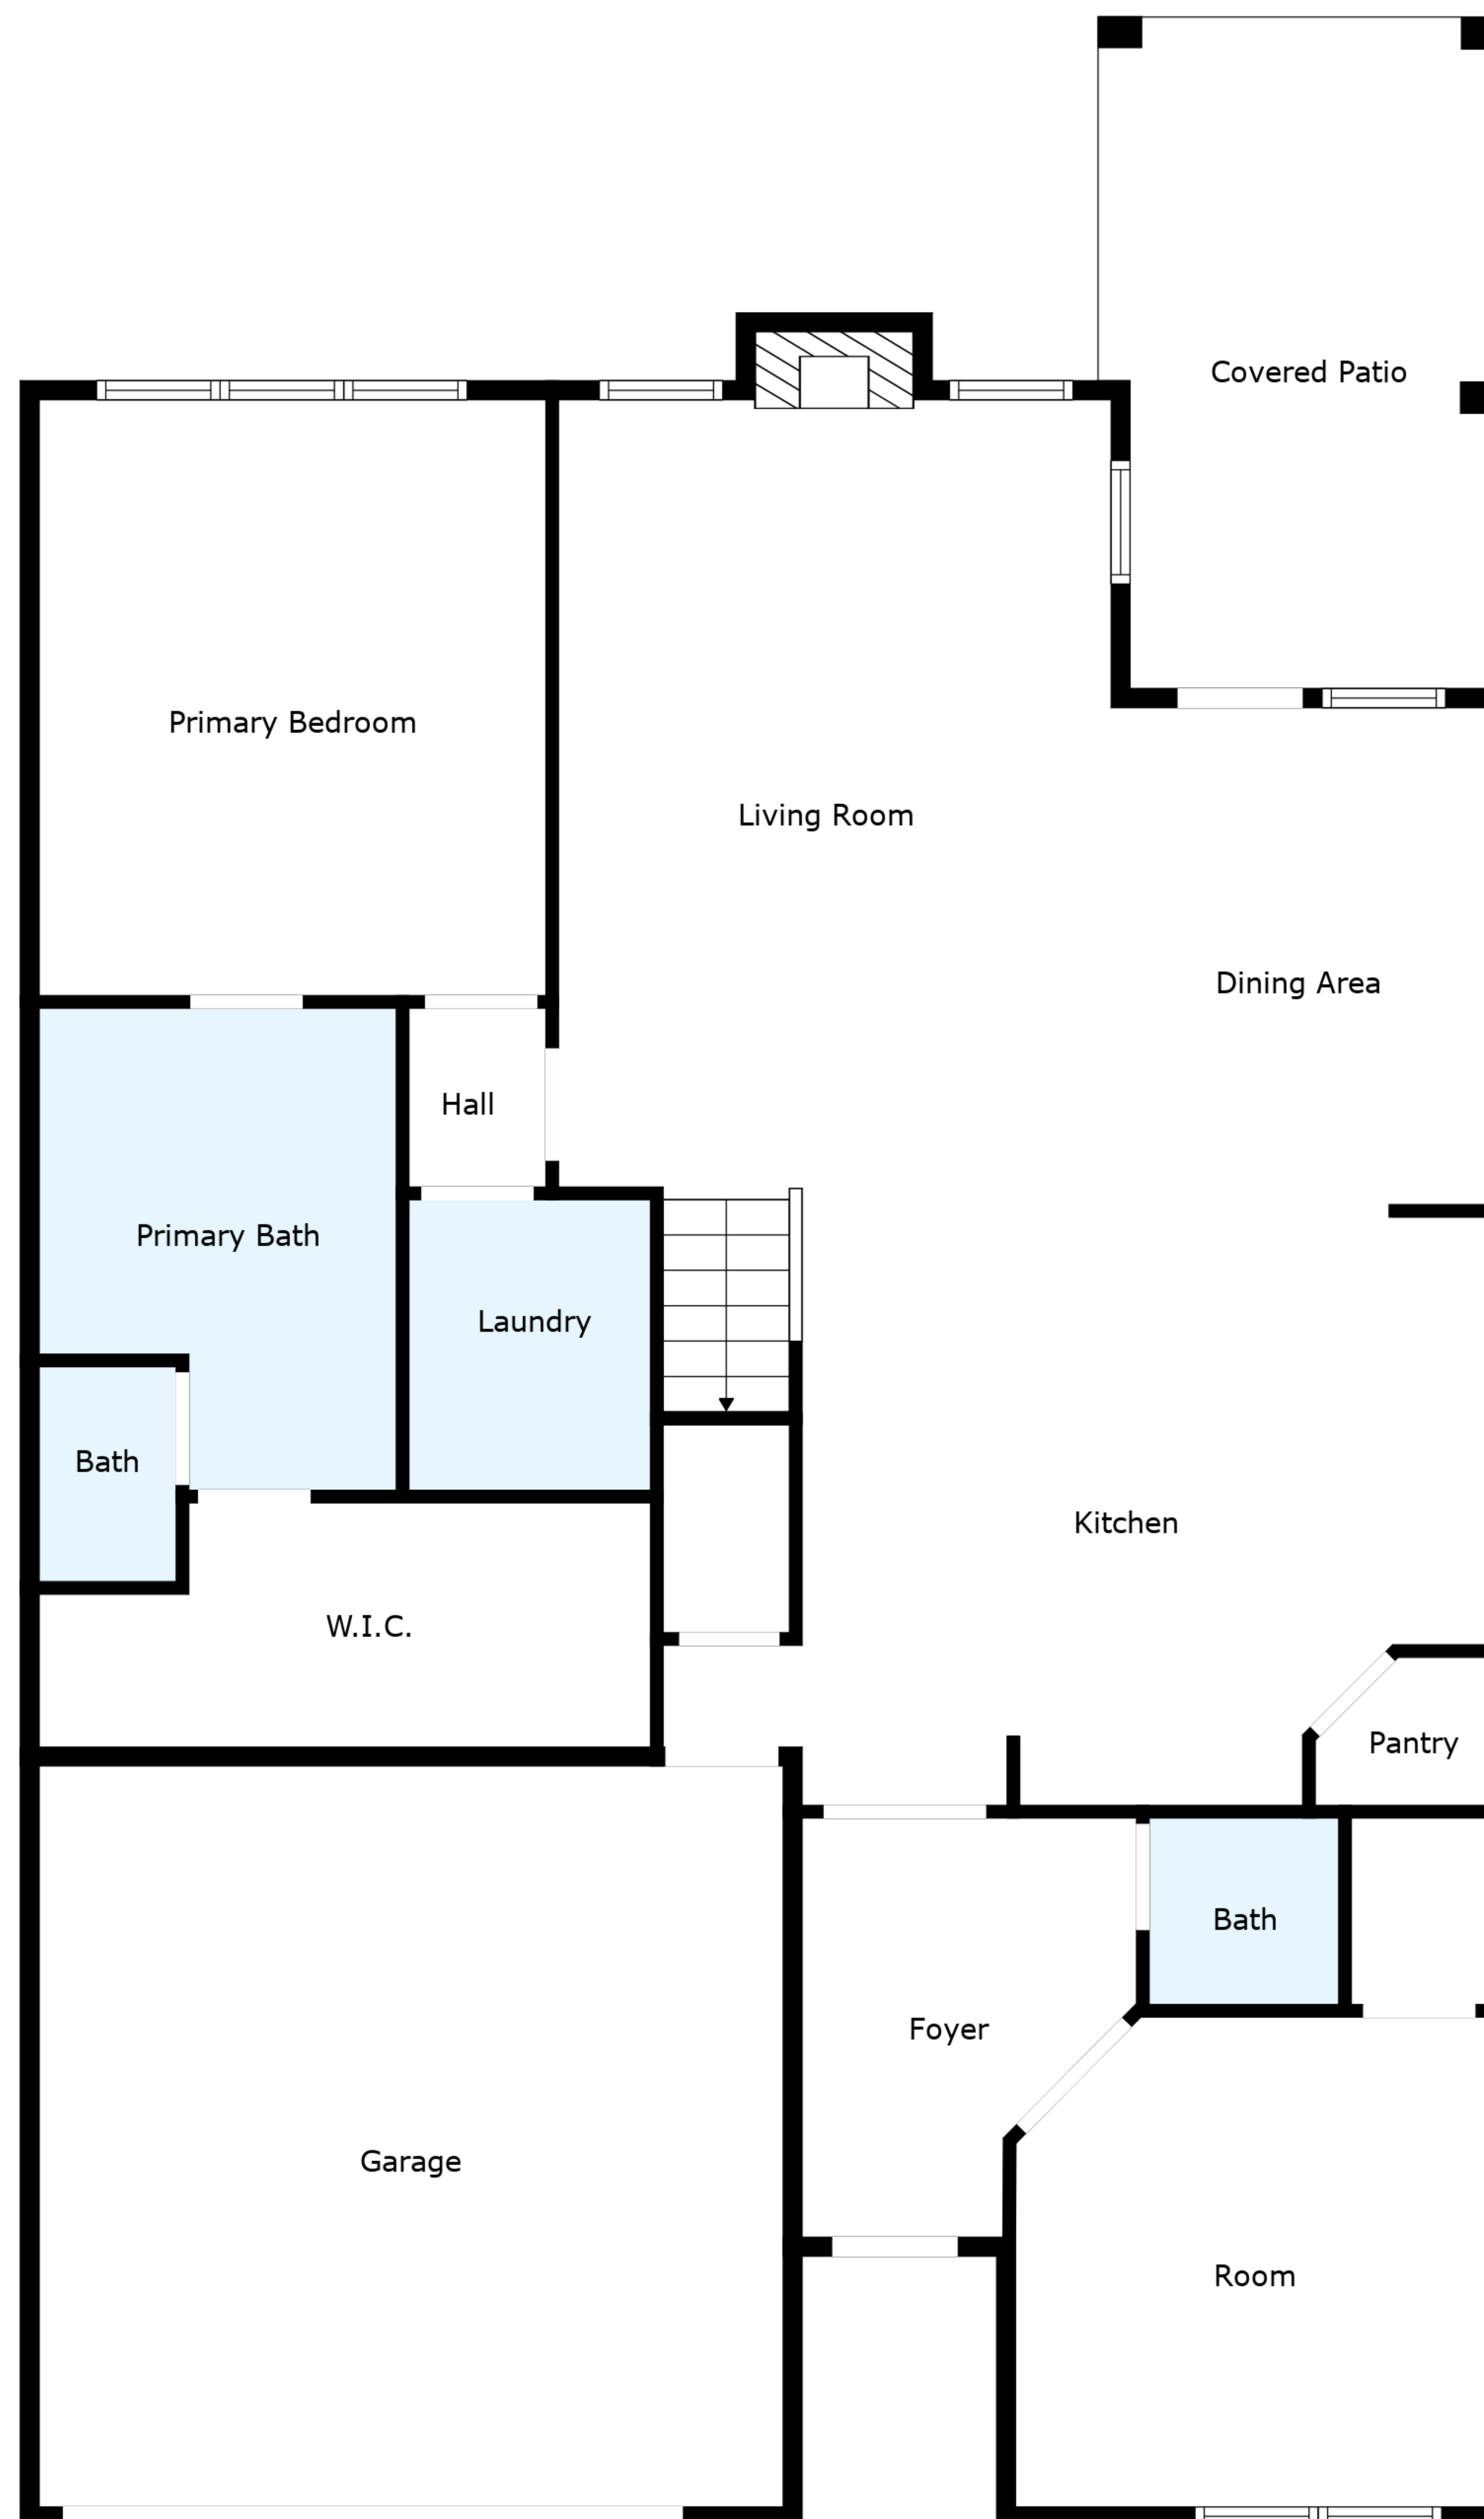 Covered Patio
Primary Bedroom
Living Room
Dining Area
Hall
Primary Bath
Laundry
Bath
Kitchen
W.I.C.
Pantry
Bath
Foyer
Garage
Room